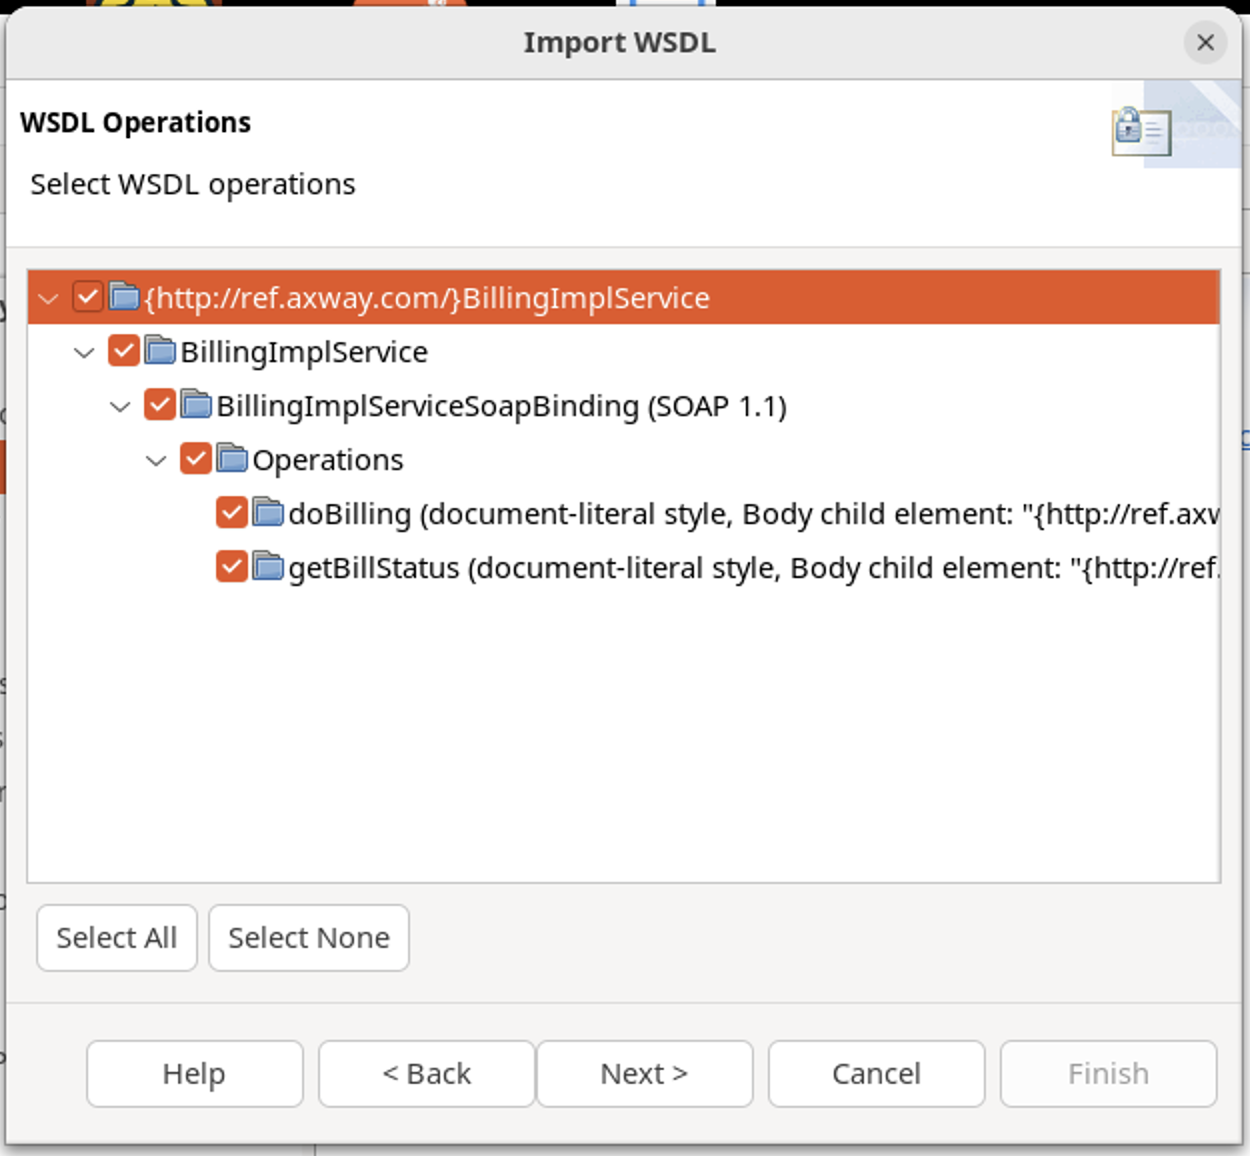 Import WSDL
WSDL Operations
Select WSDL operations
{http://ref.axway.com/}BillingImplService
BillingImplService
BillingImplServiceSoapBinding (SOAP 1.1)
Operations
doBilling (document-literal style, Body child element: "{http://ref.axw
getBillStatus (document-literal style, Body child element: "{http://ref.
Select All
Select None
Help
< Back
Next >
Cancel
Finish